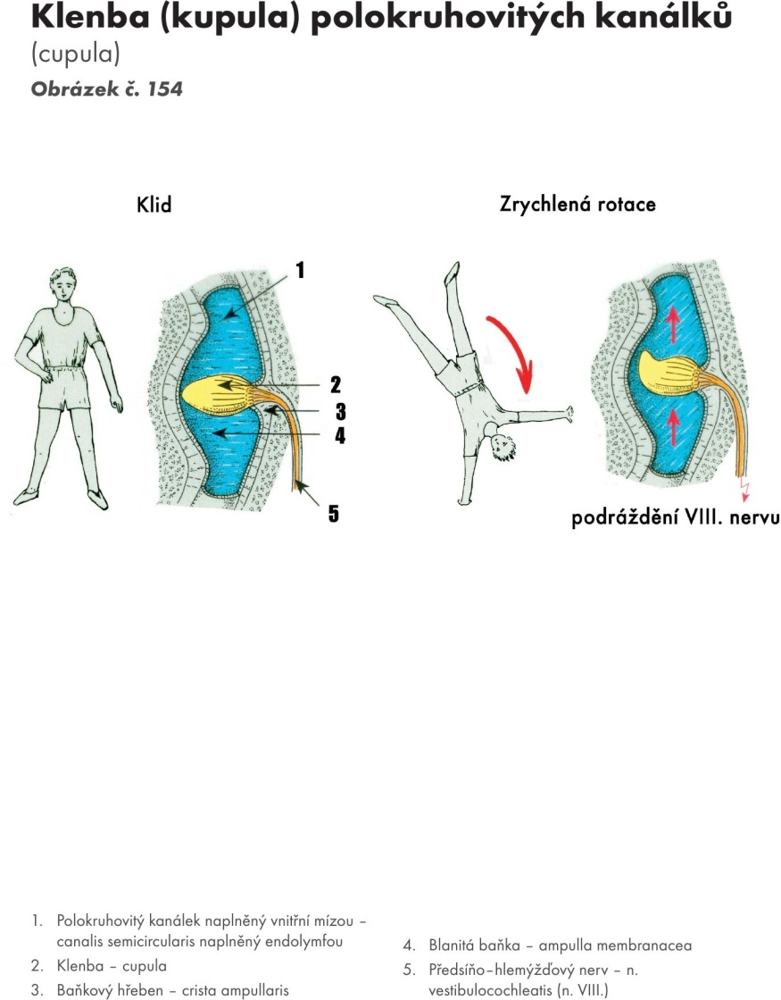 Klenba (kupula) polokruhovitých kanálků
(cupula)
Obrázek č. 154
Klid
Zrychlená rotace
1
2
3
4
5
podráždění VIII. nervu
1. Polokruhovitý kanálek naplněný vnitřní mízou –
canalis semicircularis naplněný endolymfou
2. Klenba – cupula
3. Baňkový hřeben – crista ampullaris
4. Blanitá baňka – ampulla membranacea
5. Předsíňo-hlemýžďový nerv – n.
vestibulocochleatis (n. VIII.)